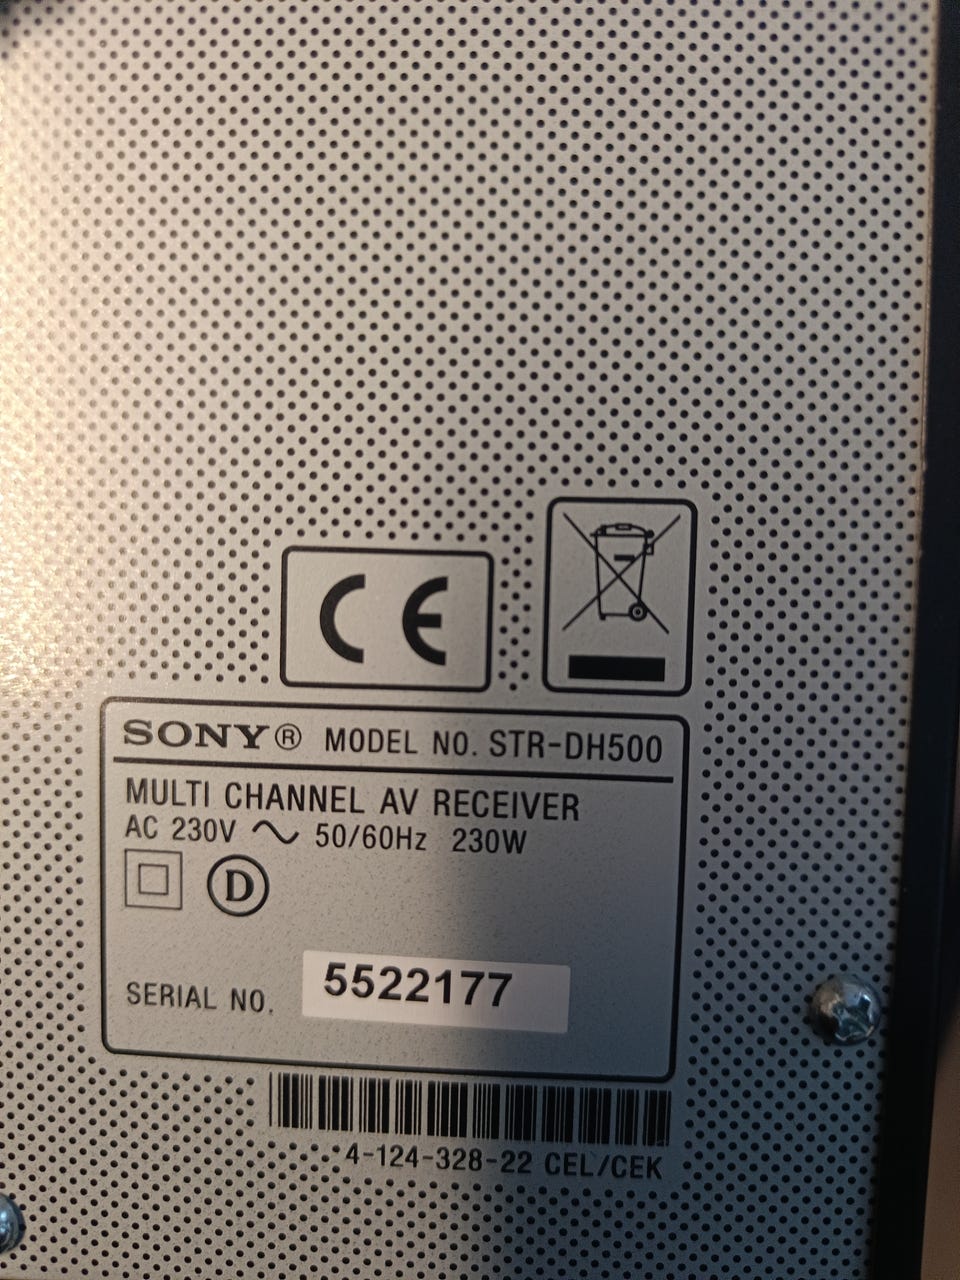 CE
SONY® MODEL NO. STR-DH500
MULTI CHANNEL AV RECEIVER
AC 230V ~ 50/60Hz 230W
D
SERIAL NO. 5522177
4-124-328-22 CEL/CEK